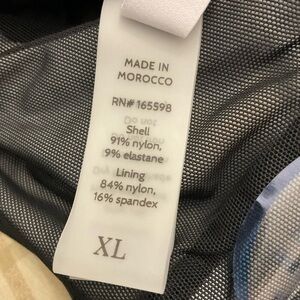 MADE IN
MOROCCO
RN# 165598
Shell
91% nylon,
9% elastane
Lining
84% nylon,
16% spandex
XL